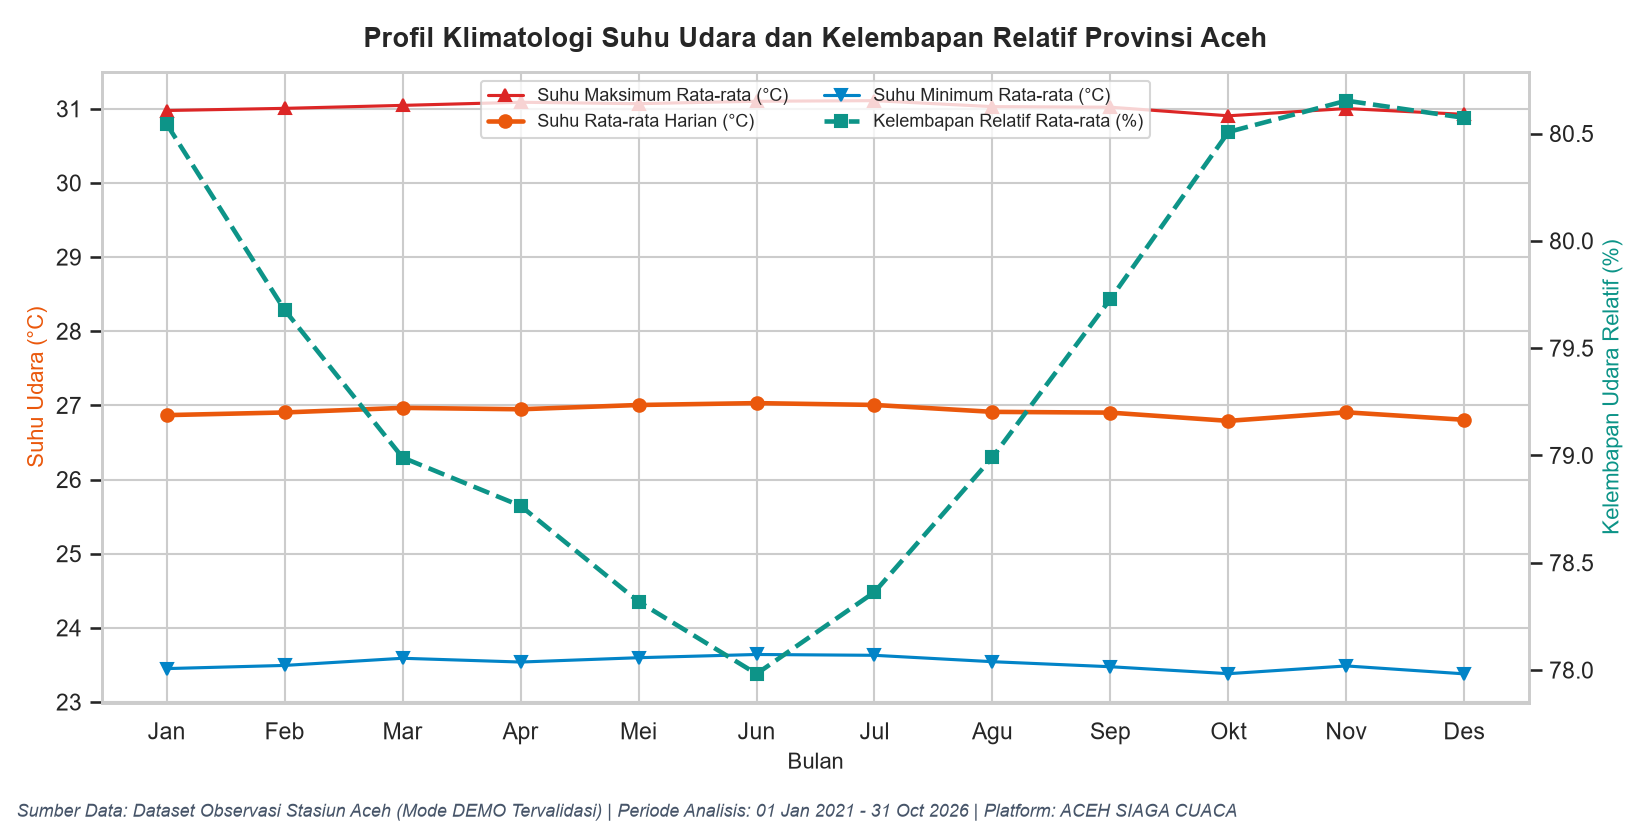 Profil Klimatologi Suhu Udara dan Kelembapan Relatif Provinsi Aceh
Suhu Maksimum Rata-rata (°C)
Suhu Rata-rata Harian (°C)
Suhu Minimum Rata-rata (°C)
Kelembapan Relatif Rata-rata (%)
Suhu Udara (°C)
31
30
29
28
27
26
25
24
23
80.5
80.0
79.5
79.0
78.5
78.0
Kelembapan Udara Relatif (%)
Jan Feb Mar Apr Mei Jun Jul Agu Sep Okt Nov Des
Bulan
Sumber Data: Dataset Observasi Stasiun Aceh (Mode DEMO Tervalidasi) | Periode Analisis: 01 Jan 2021 - 31 Oct 2026 | Platform: ACEH SIAGA CUACA